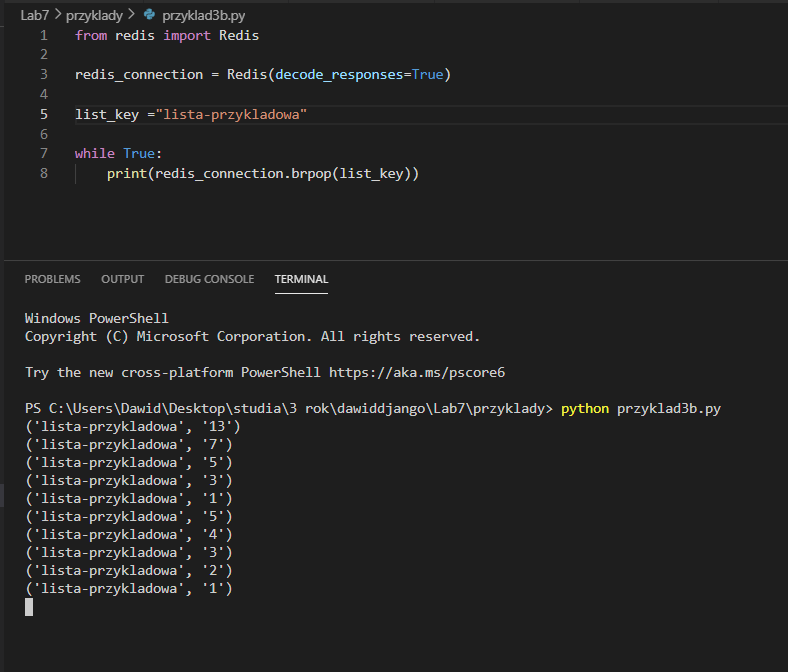 Lab7 > przyklady > przyklad3b.py
1 from redis import Redis
2
3 redis_connection = Redis(decode_responses=True)
4
5 list_key ="lista-przykladowa"
6
7 while True:
8     print(redis_connection.brpop(list_key))
PROBLEMS OUTPUT DEBUG CONSOLE TERMINAL
Windows PowerShell
Copyright (C) Microsoft Corporation. All rights reserved.
Try the new cross-platform PowerShell https://aka.ms/pscore6
PS C:\Users\Dawid\Desktop\studia\3 rok\dawiddjango\Lab7\przyklady> python przyklad3b.py
('lista-przykladowa', '13')
('lista-przykladowa', '7')
('lista-przykladowa', '5')
('lista-przykladowa', '3')
('lista-przykladowa', '1')
('lista-przykladowa', '5')
('lista-przykladowa', '4')
('lista-przykladowa', '3')
('lista-przykladowa', '2')
('lista-przykladowa', '1')